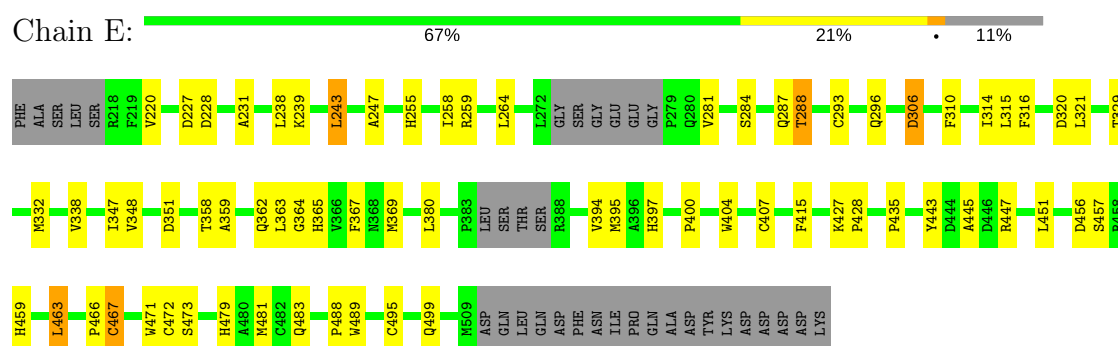 Chain E:
67% 21% • 11%
PHE ALA SER LEU SER R218 F219 V220 D227 D228 A231 L238 K239 L243 A247 H255 I258 R259 L264 L272 GLY SER GLY GLU GLU GLY P279 Q280 V281 S284 Q287 T288 C293 Q296 D306 F310 I314 L315 F316 D320 L321 T329
M332 V338 I347 V348 D351 T358 A359 Q362 L363 G364 H365 V366 F367 N368 M369 L380 P383 LEU SER THR SER R388 V394 M395 A396 H397 P400 W404 C407 F415 K427 P428 P435 Y443 D444 A445 D446 R447 L451 D456 S457
H459 L463 P466 C467 W471 C472 S473 H479 A480 M481 C482 Q483 P488 W489 C495 Q499 M509 ASP GLN LEU GLN ASP PHE ASN ILE PRO GLN ALA ASP TYR LYS ASP ASP ASP ASP LYS